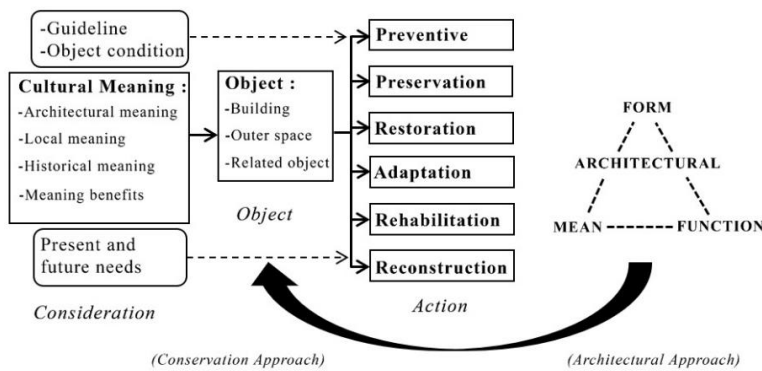 -Guideline
-Object condition
Cultural Meaning :
-Architectural meaning
-Local meaning
-Historical meaning
-Meaning benefits
Present and
future needs
Consideration
Object :
-Building
-Outer space
-Related object
Object
Preventive
Preservation
Restoration
Adaptation
Rehabilitation
Reconstruction
Action
FORM
ARCHITECTURAL
MEAN
FUNCTION
(Conservation Approach)
(Architectural Approach)